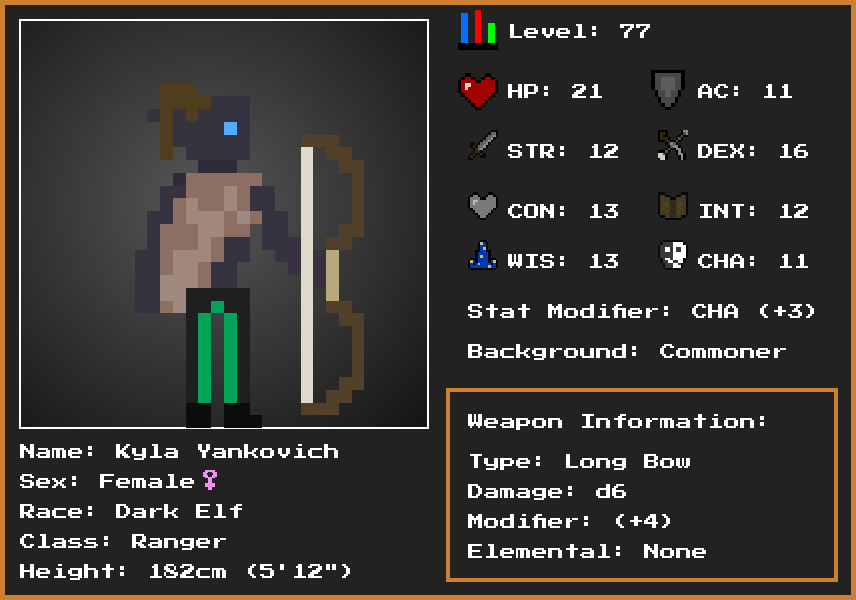 Level: 77
HP: 21 AC: 11
STR: 12 DEX: 16
CON: 13 INT: 12
WIS: 13 CHA: 11
Stat Modifier: CHA (+3)
Background: Commoner
Weapon Information:
Type: Long Bow
Damage: d6
Modifier: (+4)
Elemental: None
Name: Kyla Yankovich
Sex: Female♀
Race: Dark Elf
Class: Ranger
Height: 182cm (5'12")